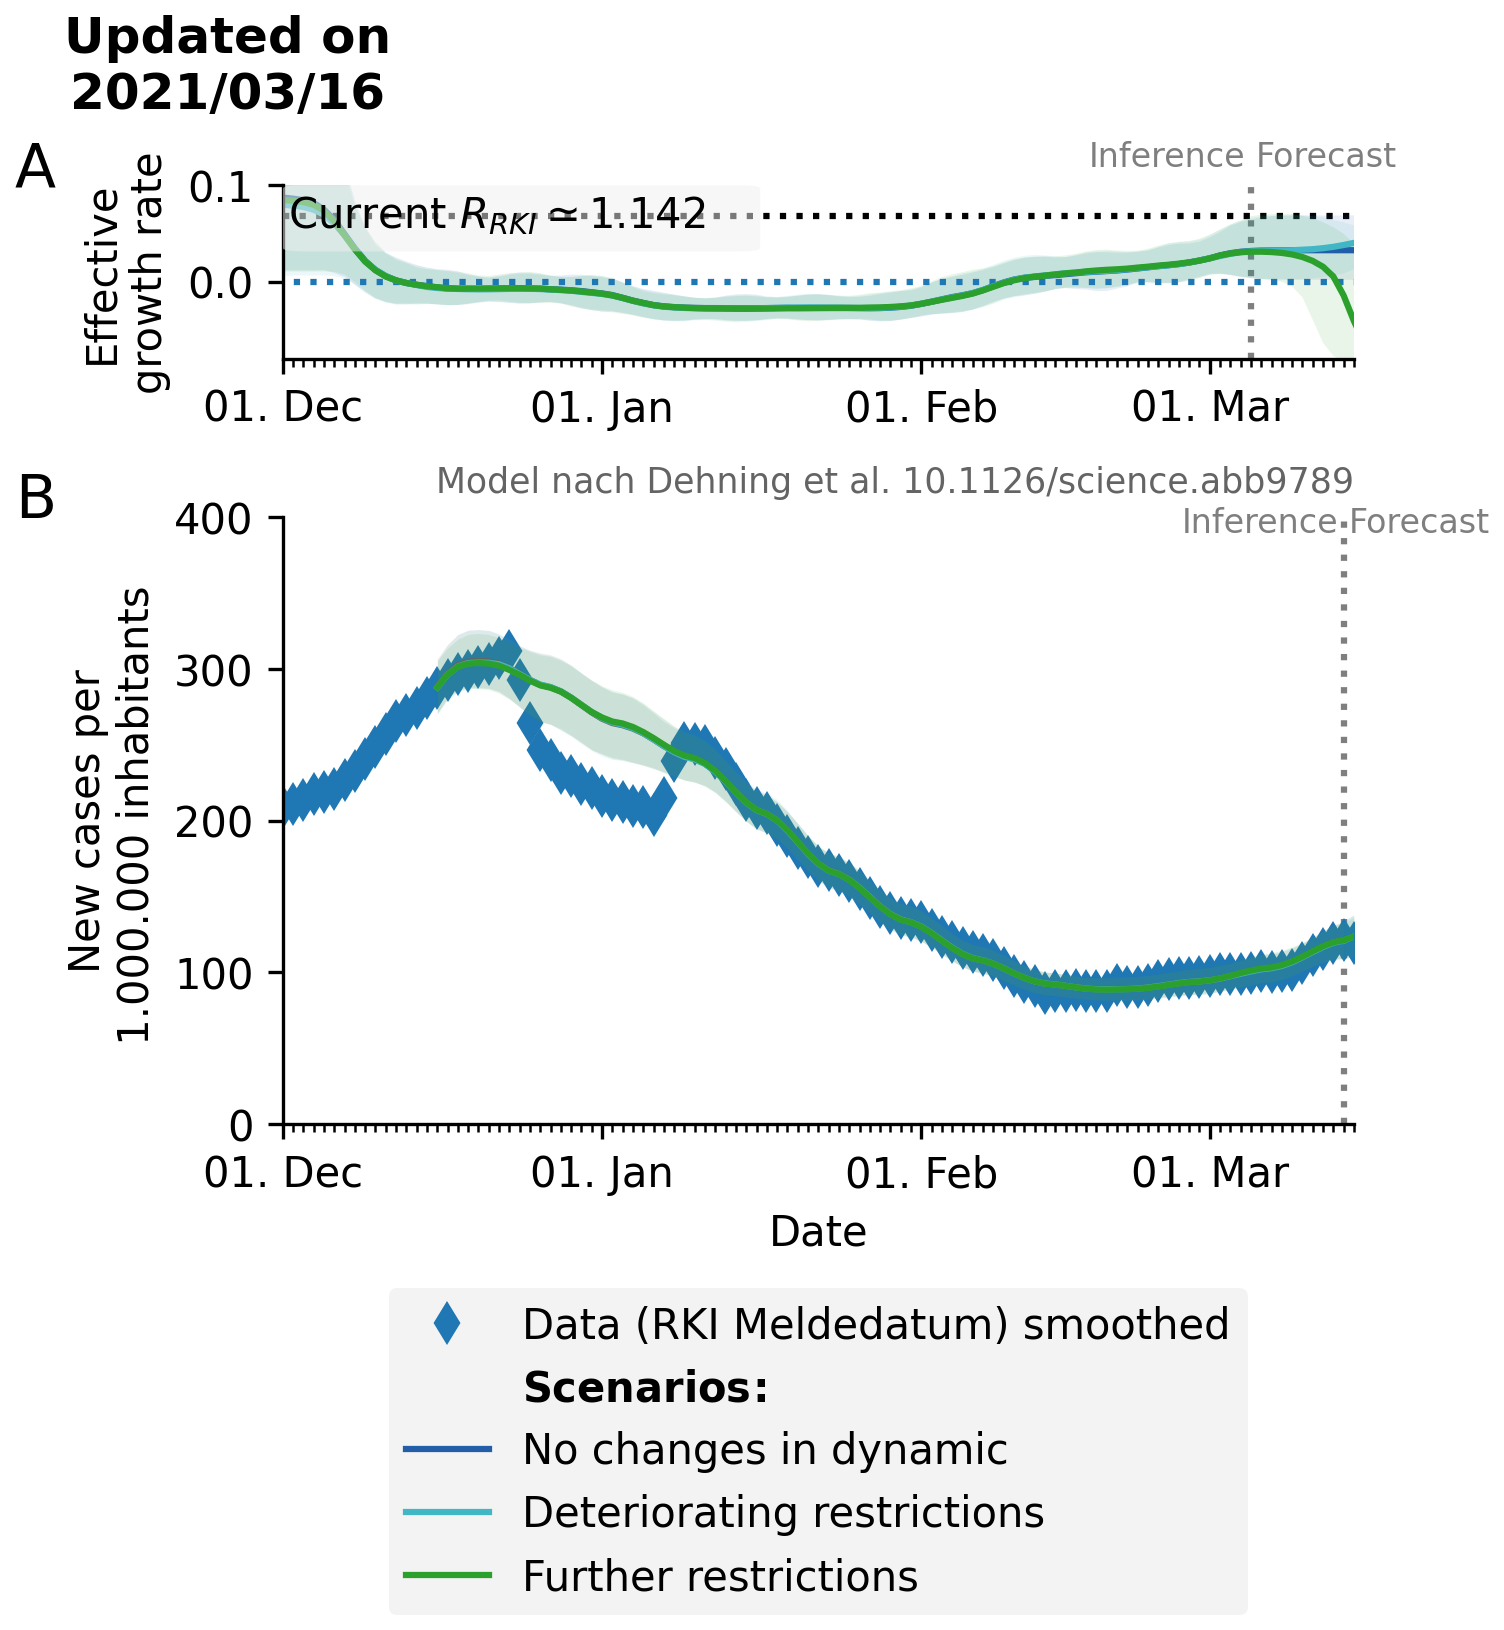 Updated on
2021/03/16
A
Inference Forecast
Effective
growth rate
0.1
0.0
Current R_RKI ≃ 1.142
01. Dec
01. Jan
01. Feb
01. Mar
B
Model nach Dehning et al. 10.1126/science.abb9789
Inference Forecast
New cases per
1.000.000 inhabitants
400
300
200
100
0
01. Dec
01. Jan
01. Feb
01. Mar
Date
Data (RKI Meldedatum) smoothed
Scenarios:
No changes in dynamic
Deteriorating restrictions
Further restrictions